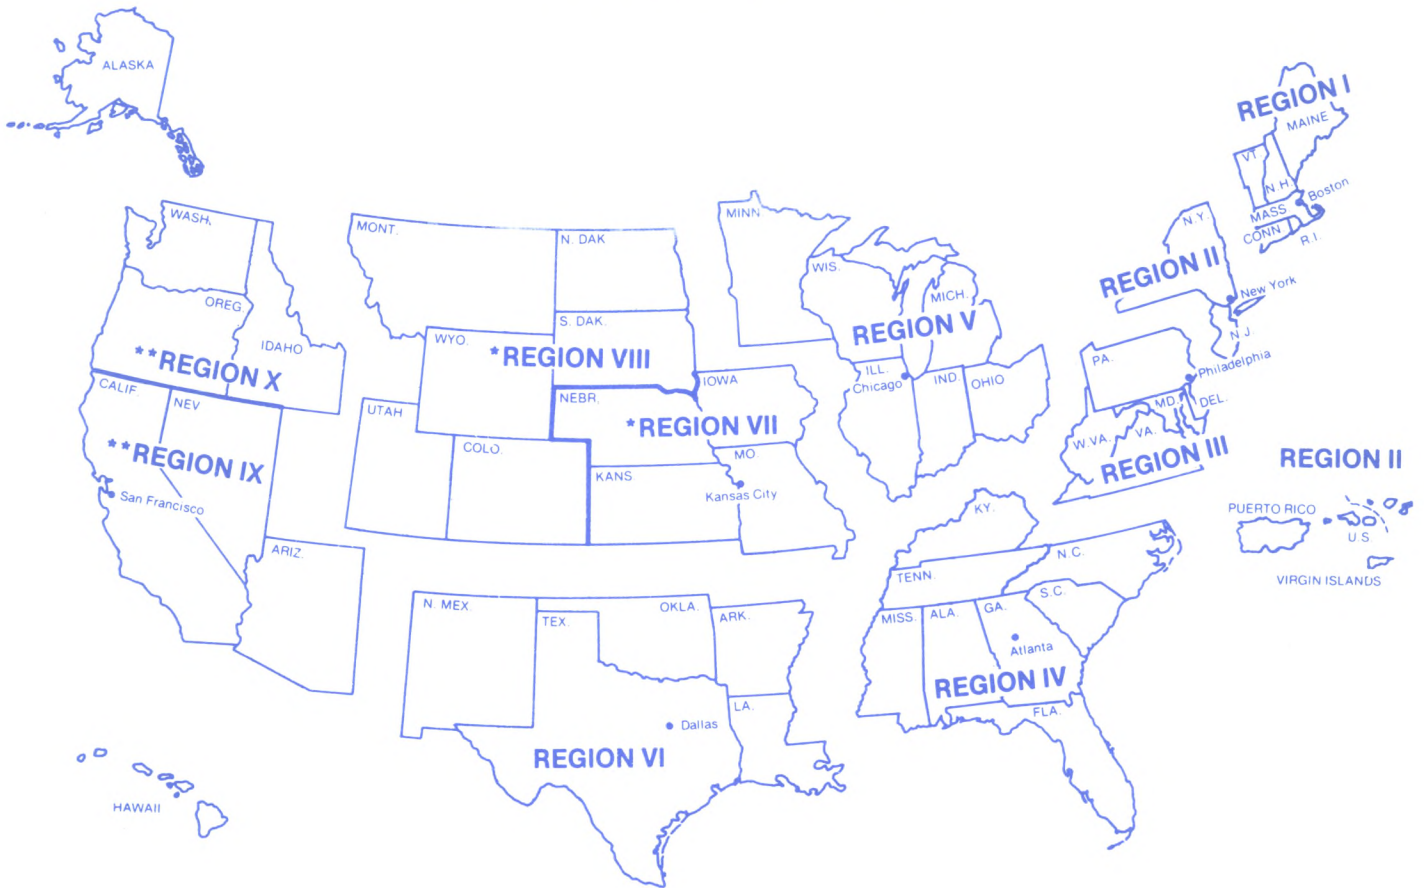 ALASKA
REGION I
MAINE
VT.
N.H.
Boston
MASS
CONN
R.I.
WASH.
MONT.
N. DAK
MINN
N.Y.
REGION II
New York
N.J.
WIS.
MICH.
REGION V
OREG.
IDAHO
**REGION X
WYO.
S. DAK.
*REGION VIII
ILL.
Chicago
IND.
OHIO
PA.
Philadelphia
MD.
DEL.
CALIF.
NEV
UTAH
NEBR.
IOWA
*REGION VII
W.VA.
VA.
REGION III
**REGION IX
San Francisco
COLO.
KANS
MO.
Kansas City
REGION II
PUERTO RICO
U.S.
VIRGIN ISLANDS
KY.
ARIZ.
TENN.
N.C.
S.C.
N. MEX.
TEX.
OKLA.
ARK.
MISS.
ALA.
GA.
Atlanta
REGION IV
LA.
FLA.
Dallas
REGION VI
HAWAII